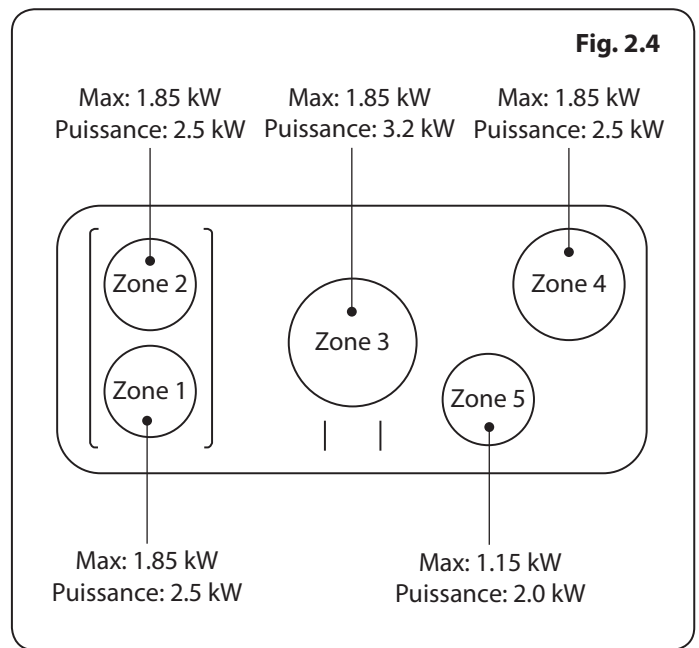 Fig. 2.4
Max: 1.85 kW
Puissance: 2.5 kW
Max: 1.85 kW
Puissance: 3.2 kW
Max: 1.85 kW
Puissance: 2.5 kW
Zone 2
Zone 4
Zone 3
Zone 1
Zone 5
Max: 1.85 kW
Puissance: 2.5 kW
Max: 1.15 kW
Puissance: 2.0 kW